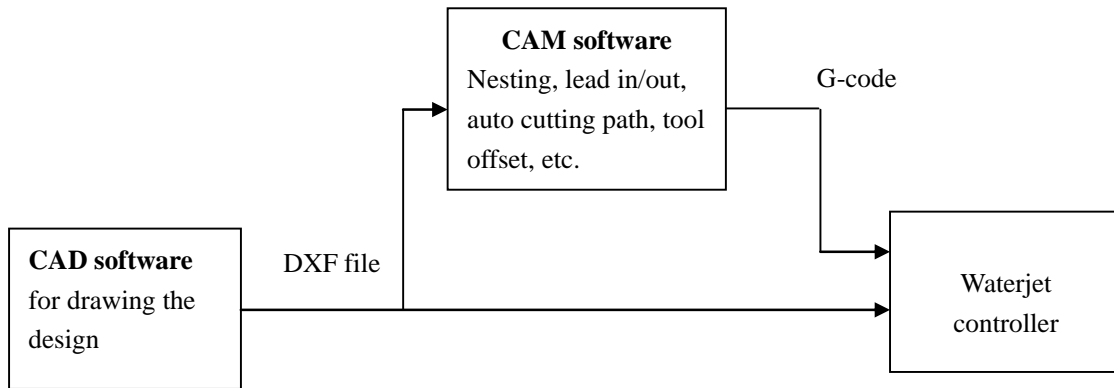 CAM software
Nesting, lead in/out,
auto cutting path, tool
offset, etc.
G-code
CAD software
for drawing the
design
DXF file
Waterjet
controller